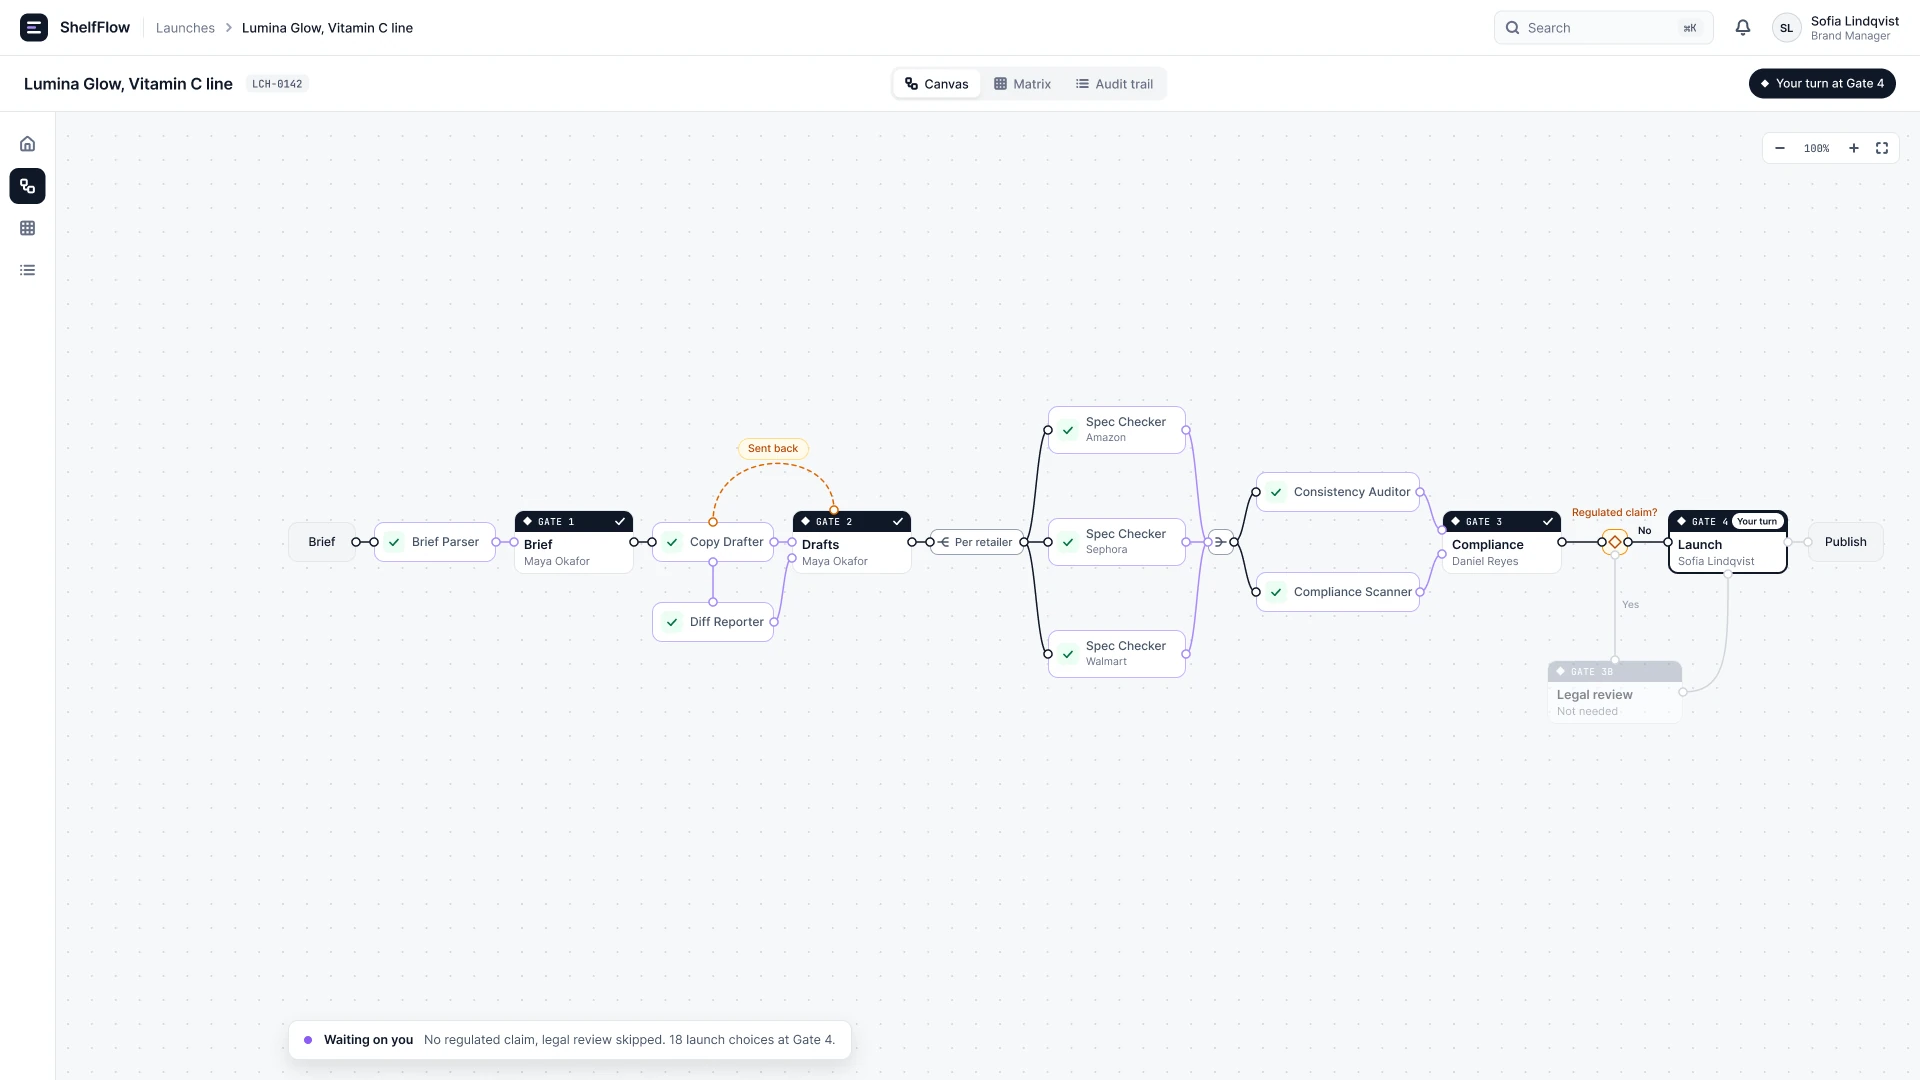 ShelfFlow
Launches
Lumina Glow, Vitamin C line
Search
⌘K
SL
Sofia Lindqvist
Brand Manager
Lumina Glow, Vitamin C line
LCH-0142
Canvas
Matrix
Audit trail
Your turn at Gate 4
100%
Brief
Brief Parser
GATE 1
Brief
Maya Okafor
Sent back
Copy Drafter
Diff Reporter
GATE 2
Drafts
Maya Okafor
Per retailer
Spec Checker
Amazon
Spec Checker
Sephora
Spec Checker
Walmart
Consistency Auditor
Compliance Scanner
GATE 3
Compliance
Daniel Reyes
Regulated claim?
No
Yes
GATE 3B
Legal review
Not needed
GATE 4
Your turn
Launch
Sofia Lindqvist
Publish
Waiting on you
No regulated claim, legal review skipped. 18 launch choices at Gate 4.